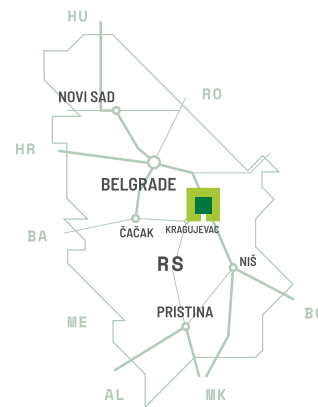 HU
NOVI SAD
RO
HR
BELGRADE
KRAGUJEVAC
ČAČAK
BA
RS
NIŠ
PRISTINA
ME
AL
MK